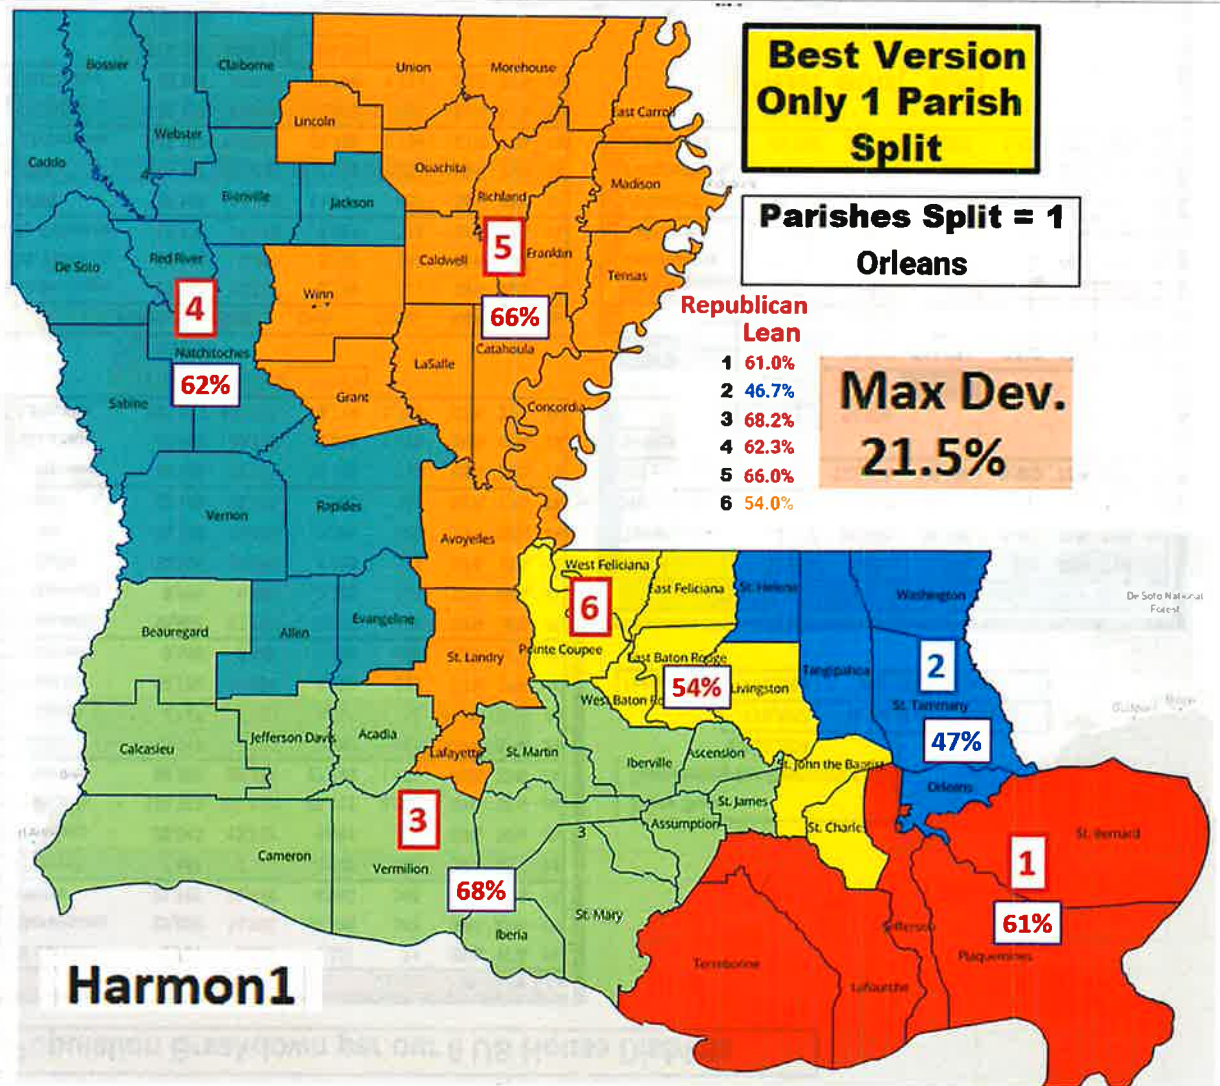 Best Version
Only 1 Parish
Split
Parishes Split = 1
Orleans
Republican
Lean
1 61.0%
2 46.7%
3 68.2%
4 62.3%
5 66.0%
6 54.0%
Max Dev.
21.5%
Bossier
Claiborne
Union
Morehouse
East Carroll
Lincoln
Webster
Caddo
Ouachita
Richland
Madison
Bienville
Jackson
De Soto
Red River
4
62%
Winn
Caldwell
5
66%
Franklin
Tensas
Natchitoches
Sabine
Grant
LaSalle
Catahoula
Concordia
Vernon
Rapides
Avoyelles
West Feliciana
East Feliciana
St. Helena
Washington
De Soto National
Forest
Beauregard
Allen
Evangeline
St. Landry
6
Pointe Coupee
East Baton Rouge
West Baton Ro
54%
Livingston
Tangipahoa
2
St. Tammany
47%
Calcasieu
Jefferson Davis
Acadia
Lafayette
St. Martin
Iberville
Ascension
St. John the Baptist
Orleans
3
Cameron
Vermilion
68%
3
Assumption
St. James
St. Charles
St. Bernard
1
61%
St. Mary
Iberia
Terrebonne
Lafourche
Jefferson
Plaquemines
Harmon1